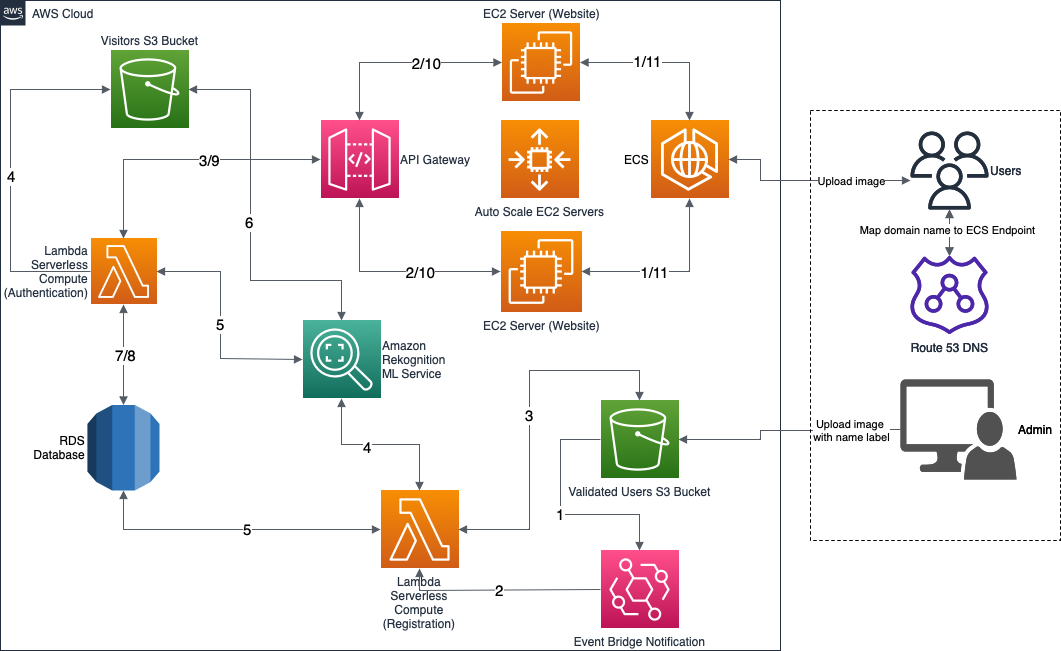 aws
AWS Cloud
EC2 Server (Website)
Visitors S3 Bucket
2/10
1/11
3/9
API Gateway
ECS
4
Upload image
Users
Auto Scale EC2 Servers
6
Map domain name to ECS Endpoint
Lambda
Serverless
Compute
(Authentication)
2/10
1/11
5
EC2 Server (Website)
Route 53 DNS
7/8
Amazon
Rekognition
ML Service
3
RDS
Database
4
Upload image
with name label
Admin
Validated Users S3 Bucket
1
5
Lambda
Serverless
Compute
(Registration)
2
Event Bridge Notification